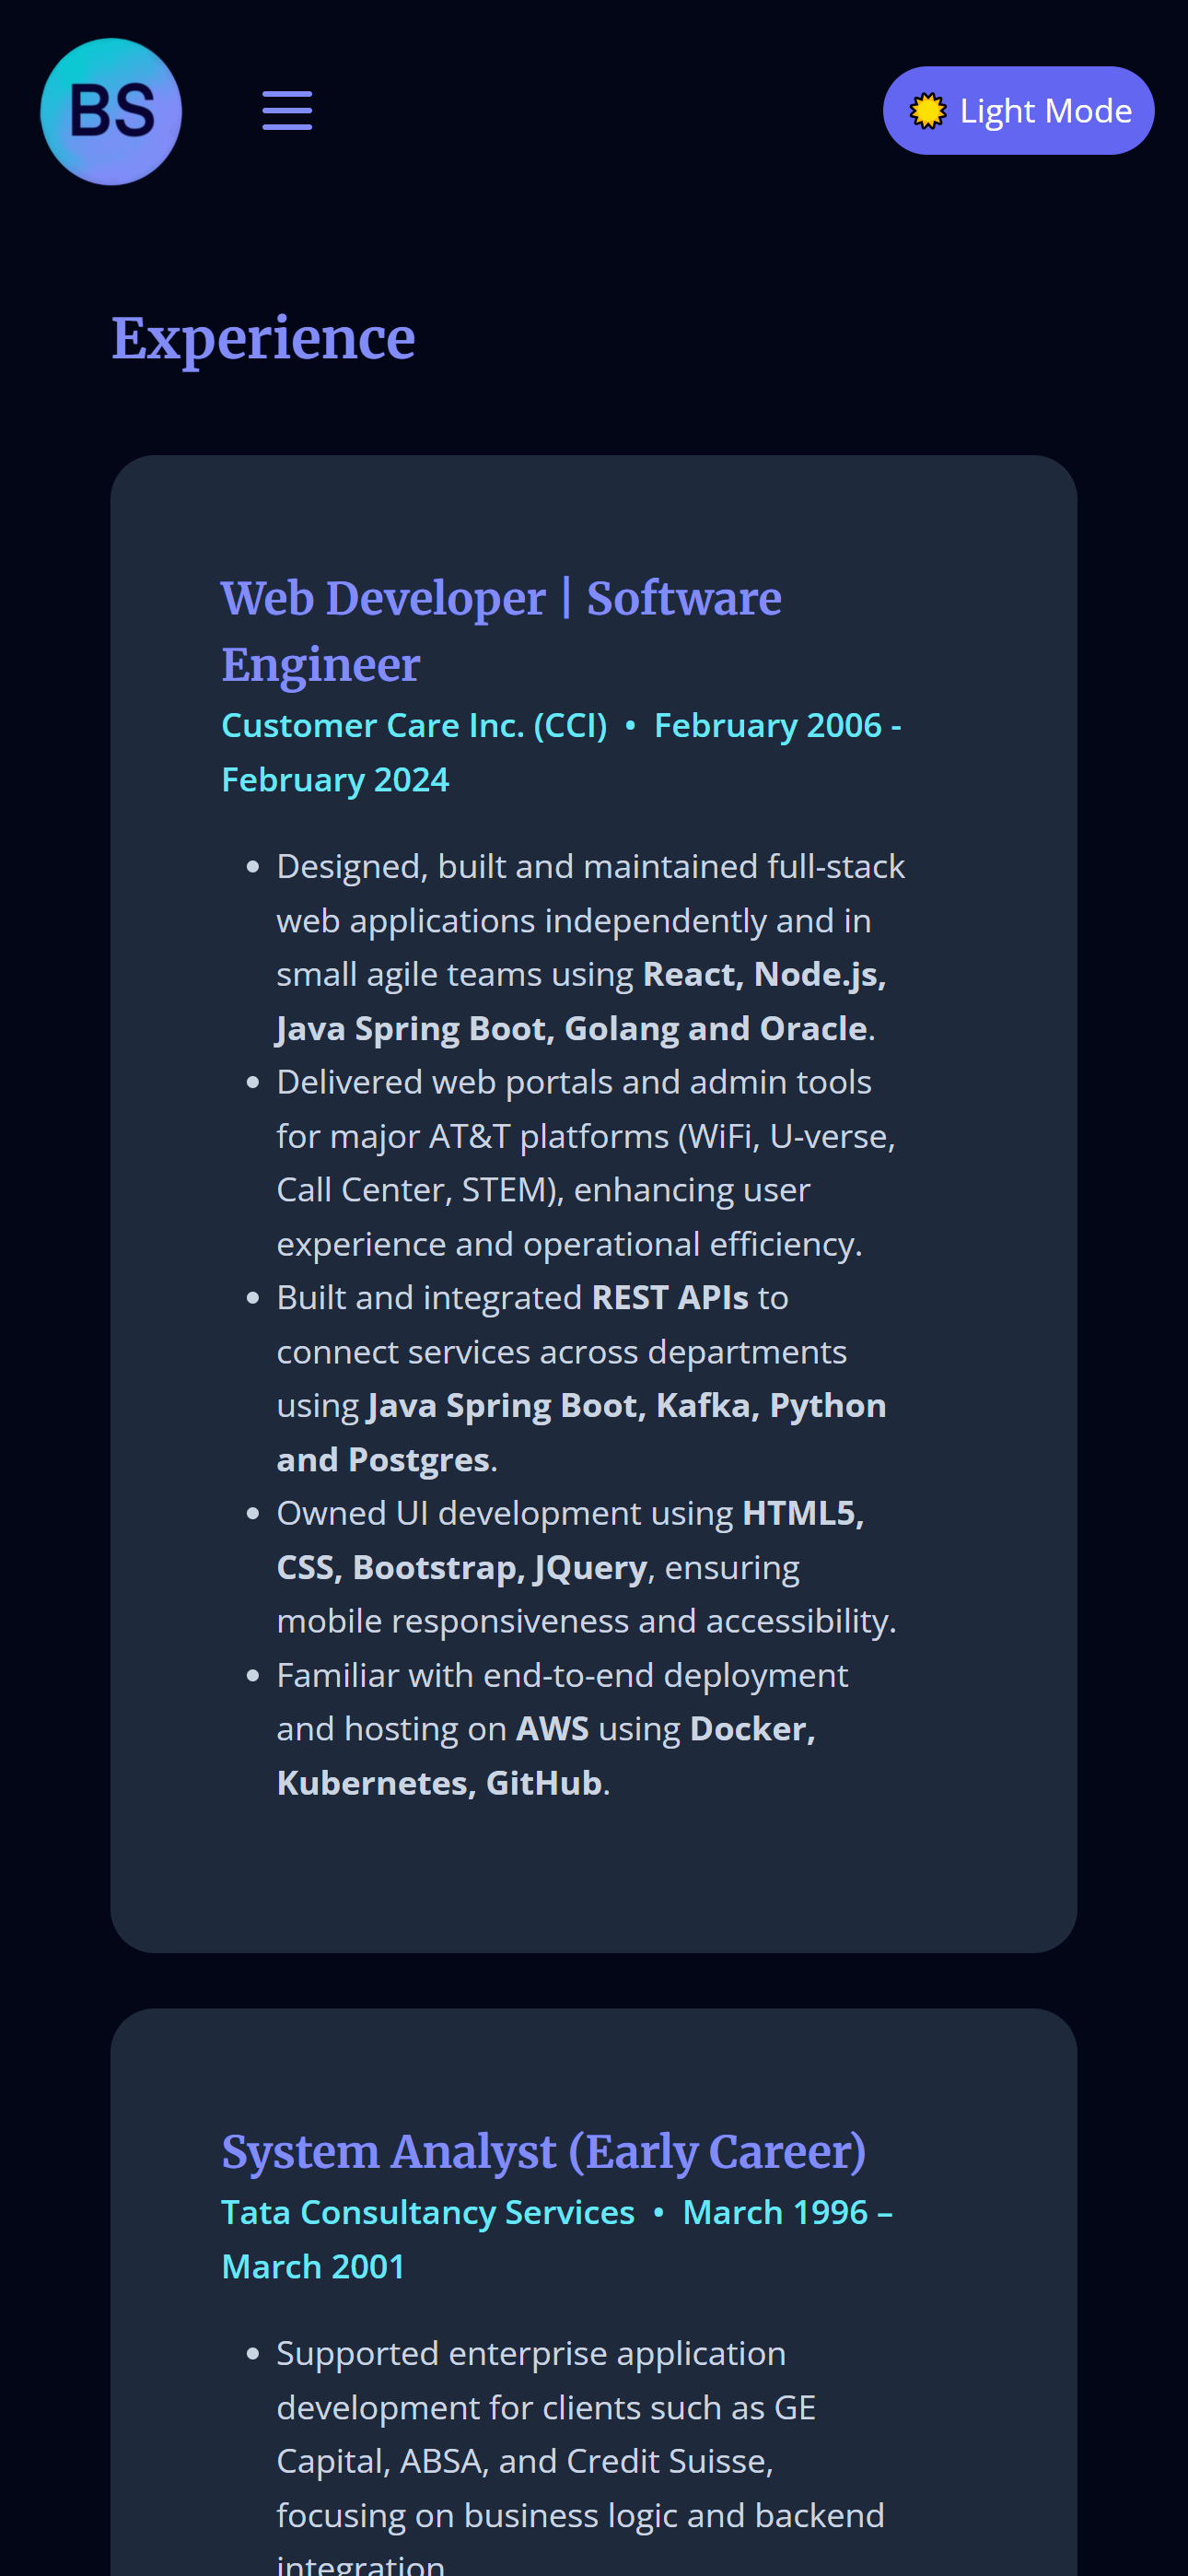 BS
Light Mode
Experience
Web Developer | Software
Engineer
Customer Care Inc. (CCI) • February 2006 -
February 2024
• Designed, built and maintained full-stack
web applications independently and in
small agile teams using React, Node.js,
Java Spring Boot, Golang and Oracle.
• Delivered web portals and admin tools
for major AT&T platforms (WiFi, U-verse,
Call Center, STEM), enhancing user
experience and operational efficiency.
• Built and integrated REST APIs to
connect services across departments
using Java Spring Boot, Kafka, Python
and Postgres.
• Owned UI development using HTML5,
CSS, Bootstrap, JQuery, ensuring
mobile responsiveness and accessibility.
• Familiar with end-to-end deployment
and hosting on AWS using Docker,
Kubernetes, GitHub.
System Analyst (Early Career)
Tata Consultancy Services • March 1996 –
March 2001
• Supported enterprise application
development for clients such as GE
Capital, ABSA, and Credit Suisse,
focusing on business logic and backend
integration